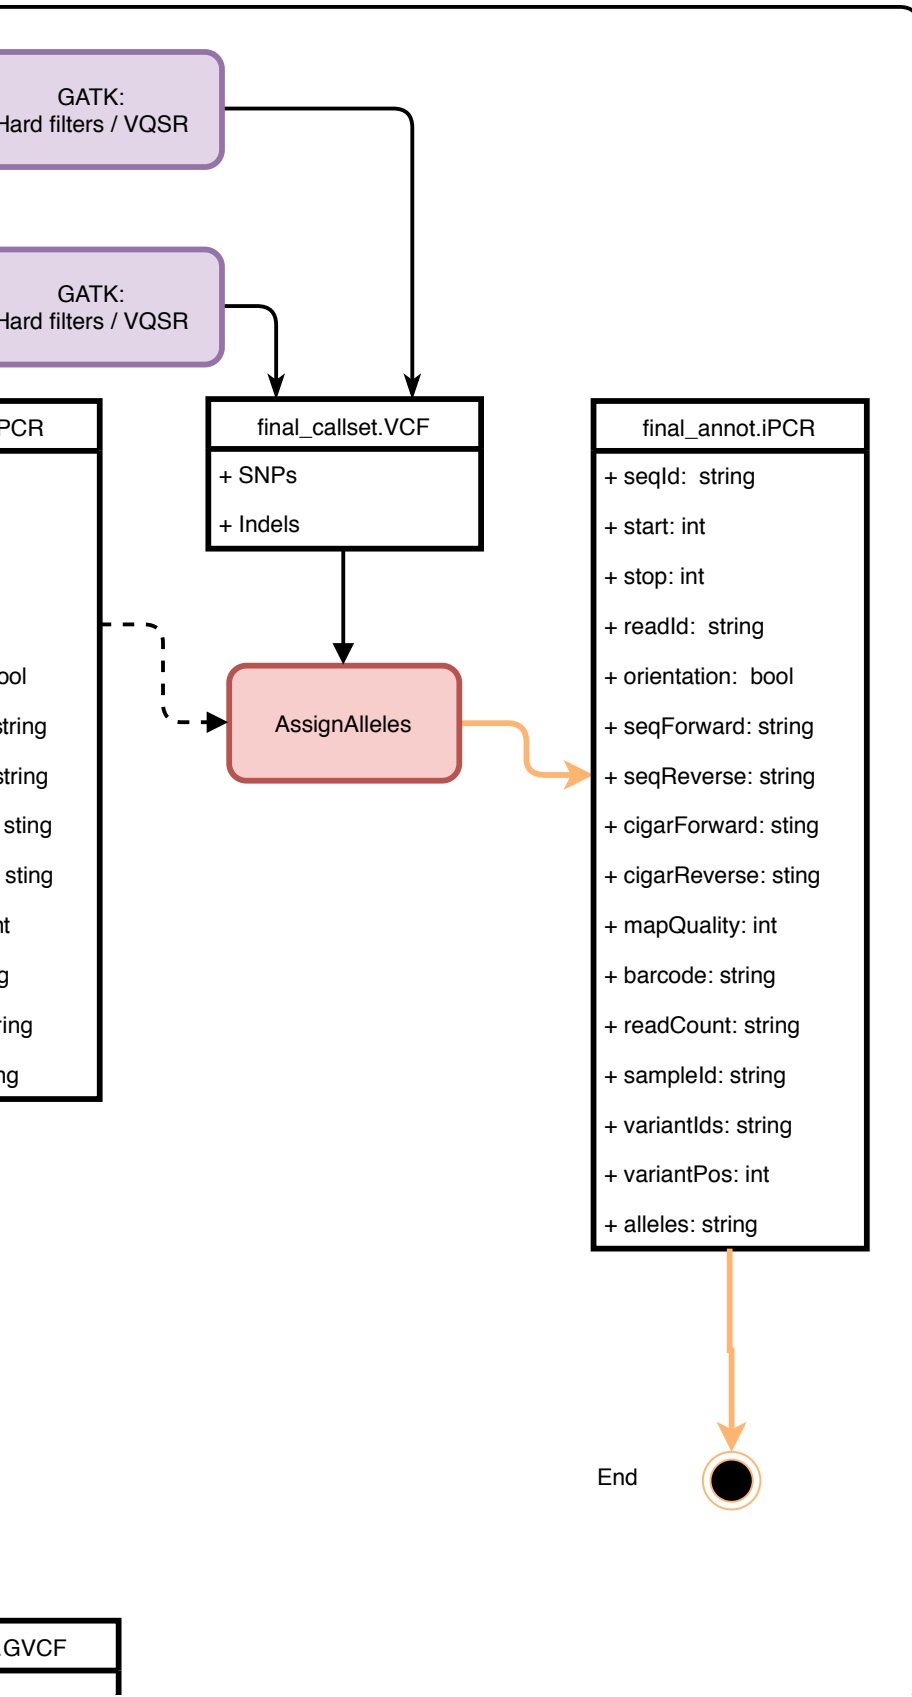 GATK:
Hard filters / VQSR
GATK:
Hard filters / VQSR
PCR
ool
string
string
sting
sting
nt
g
ring
ng
final_callset.VCF
+ SNPs
+ Indels
AssignAlleles
final_annot.iPCR
+ seqId: string
+ start: int
+ stop: int
+ readId: string
+ orientation: bool
+ seqForward: string
+ seqReverse: string
+ cigarForward: sting
+ cigarReverse: sting
+ mapQuality: int
+ barcode: string
+ readCount: string
+ sampleId: string
+ variantIds: string
+ variantPos: int
+ alleles: string
End
.GVCF